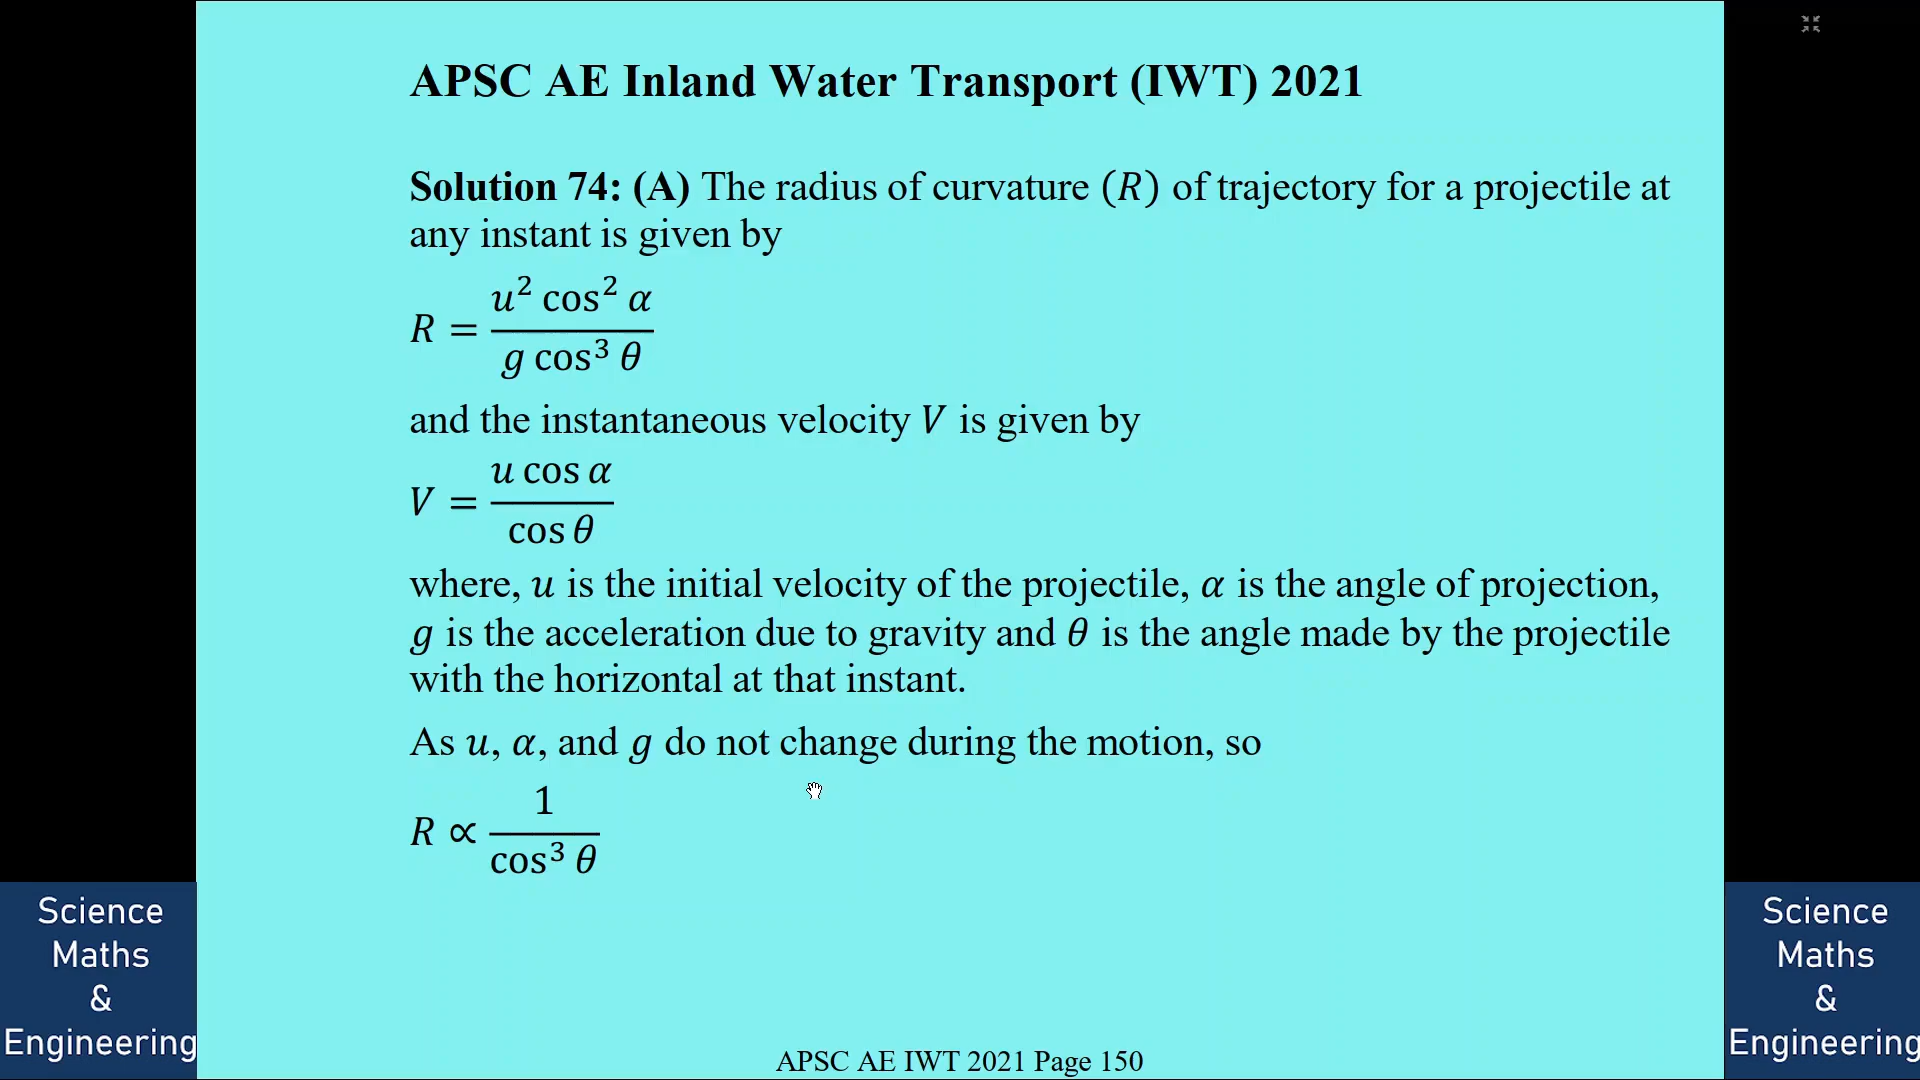 APSC AE Inland Water Transport (IWT) 2021
Solution 74: (A) The radius of curvature (R) of trajectory for a projectile at
any instant is given by
R = u² cos² α / g cos³ θ
and the instantaneous velocity V is given by
V = u cos α / cos θ
where, u is the initial velocity of the projectile, α is the angle of projection,
g is the acceleration due to gravity and θ is the angle made by the projectile
with the horizontal at that instant.
As u, α, and g do not change during the motion, so
R ∝ 1 / cos³ θ
Science
Maths
&
Engineering
Science
Maths
&
Engineering
APSC AE IWT 2021 Page 150